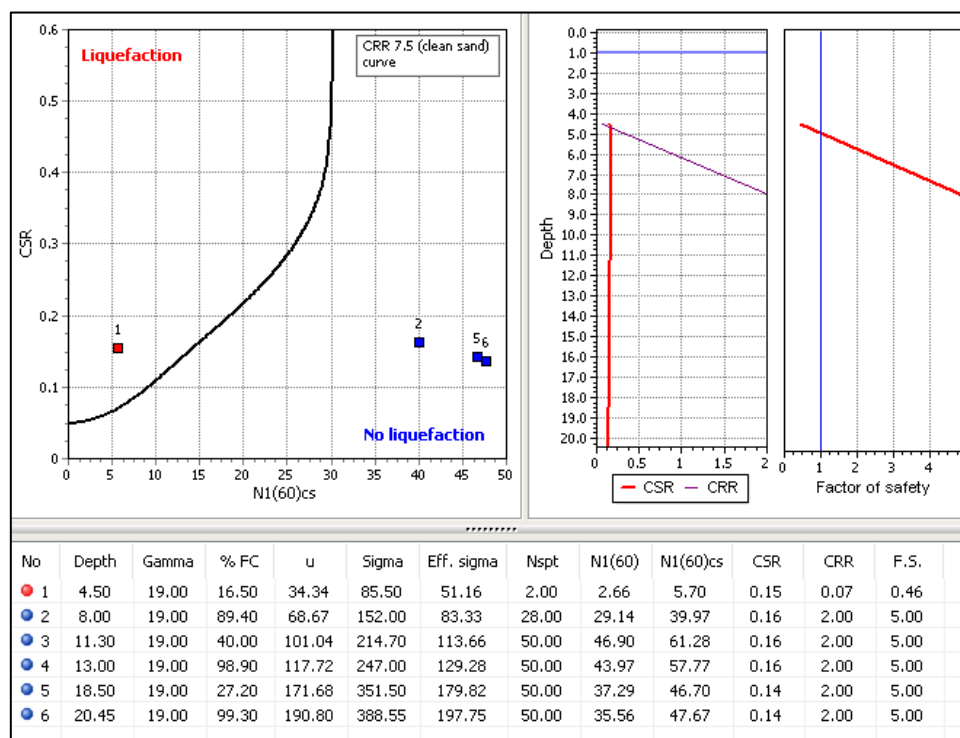 0.6
0.5
0.4
0.3
0.2
0.1
0
CSR
Liquefaction
CRR 7.5 (clean sand)
curve
1
2
5 6
No liquefaction
0 5 10 15 20 25 30 35 40 45 50
N1(60)cs
Depth
0.0
1.0
2.0
3.0
4.0
5.0
6.0
7.0
8.0
9.0
10.0
11.0
12.0
13.0
14.0
15.0
16.0
17.0
18.0
19.0
20.0
0 0.5 1 1.5 2
CSR CRR
0 1 2 3 4
Factor of safety
No Depth Gamma % FC u Sigma Eff. sigma Nspt N1(60) N1(60)cs CSR CRR F.S.
1 4.50 19.00 16.50 34.34 85.50 51.16 2.00 2.66 5.70 0.15 0.07 0.46
2 8.00 19.00 89.40 68.67 152.00 83.33 28.00 29.14 39.97 0.16 2.00 5.00
3 11.30 19.00 40.00 101.04 214.70 113.66 50.00 46.90 61.28 0.16 2.00 5.00
4 13.00 19.00 98.90 117.72 247.00 129.28 50.00 43.97 57.77 0.16 2.00 5.00
5 18.50 19.00 27.20 171.68 351.50 179.82 50.00 37.29 46.70 0.14 2.00 5.00
6 20.45 19.00 99.30 190.80 388.55 197.75 50.00 35.56 47.67 0.14 2.00 5.00